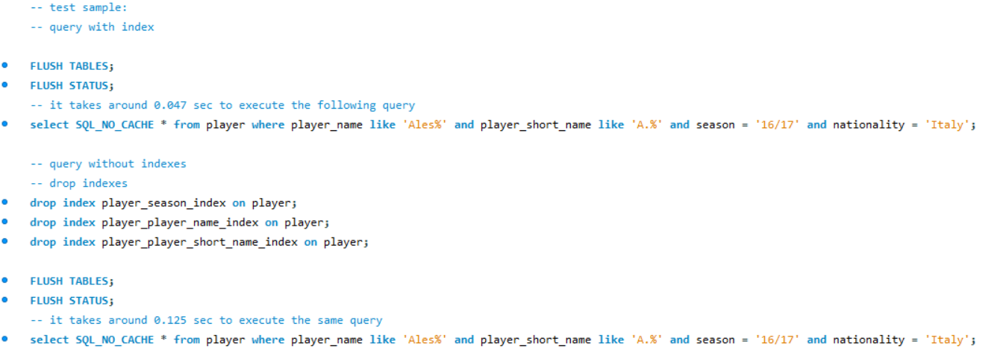 -- test sample:
-- query with index
FLUSH TABLES;
FLUSH STATUS;
-- it takes around 0.047 sec to execute the following query
select SQL_NO_CACHE * from player where player_name like 'Ales%' and player_short_name like 'A.%' and season = '16/17' and nationality = 'Italy';
-- query without indexes
-- drop indexes
drop index player_season_index on player;
drop index player_player_name_index on player;
drop index player_player_short_name_index on player;
FLUSH TABLES;
FLUSH STATUS;
-- it takes around 0.125 sec to execute the same query
select SQL_NO_CACHE * from player where player_name like 'Ales%' and player_short_name like 'A.%' and season = '16/17' and nationality = 'Italy';